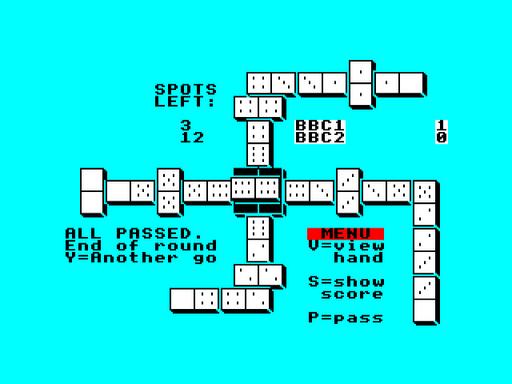 SPOTS
LEFT:
3 BBC1 1
12 BBC2 0
ALL PASSED.
End of round
Y=Another go
MENU
V=view
hand
S=show
score
P=pass